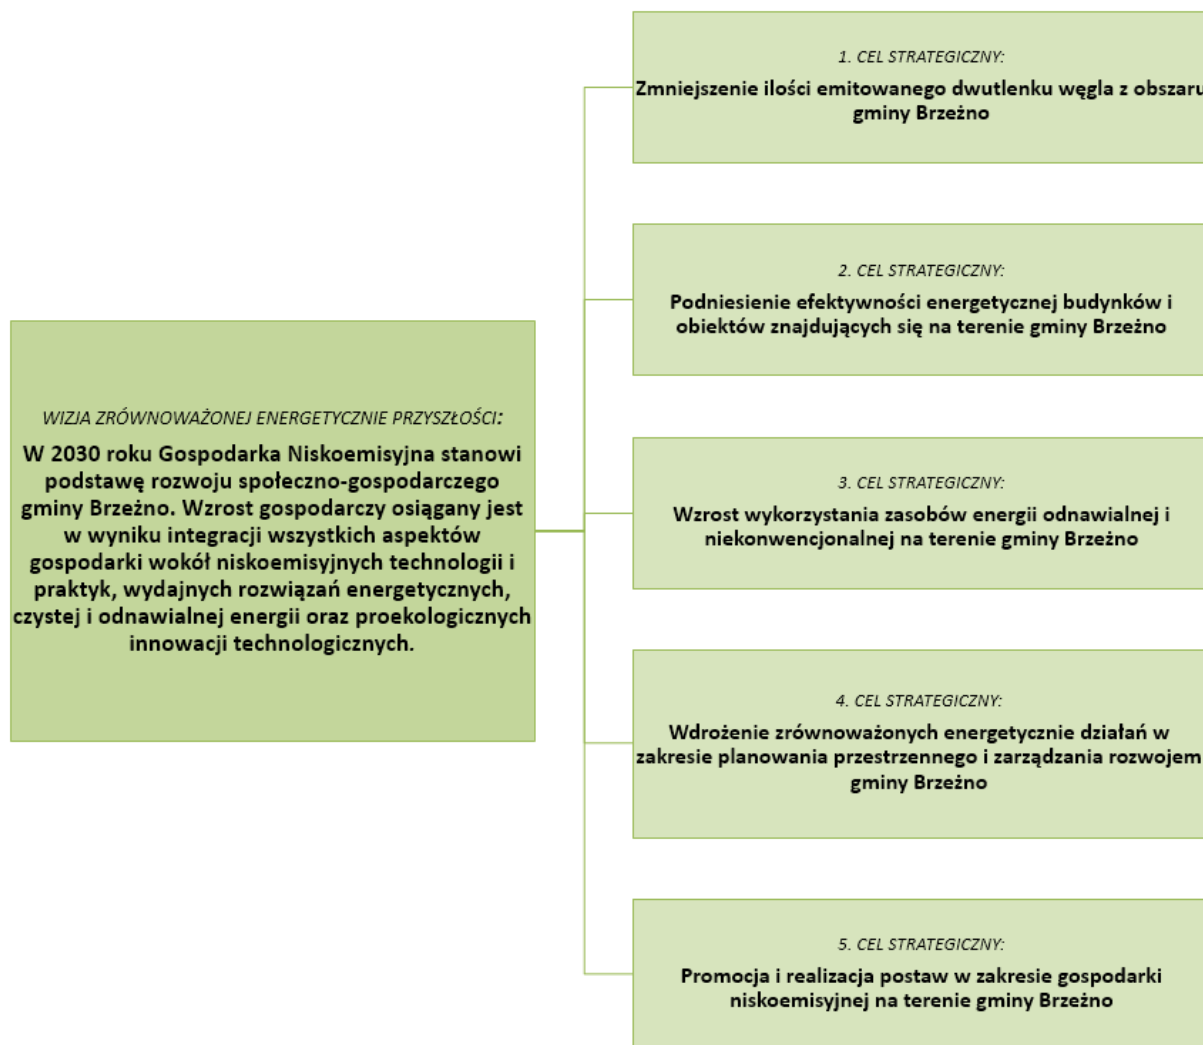 WIZJA ZRÓWNOWAŻONEJ ENERGETYCZNIE PRZYSZŁOŚCI:
W 2030 roku Gospodarka Niskoemisyjna stanowi
podstawę rozwoju społeczno-gospodarczego
gminy Brzeżno. Wzrost gospodarczy osiągany jest
w wyniku integracji wszystkich aspektów
gospodarki wokół niskoemisyjnych technologii i
praktyk, wydajnych rozwiązań energetycznych,
czystej i odnawialnej energii oraz proekologicznych
innowacji technologicznych.
1. CEL STRATEGICZNY:
Zmniejszenie ilości emitowanego dwutlenku węgla z obszaru
gminy Brzeżno
2. CEL STRATEGICZNY:
Podniesienie efektywności energetycznej budynków i
obiektów znajdujących się na terenie gminy Brzeżno
3. CEL STRATEGICZNY:
Wzrost wykorzystania zasobów energii odnawialnej i
niekonwencjonalnej na terenie gminy Brzeżno
4. CEL STRATEGICZNY:
Wdrożenie zrównoważonych energetycznie działań w
zakresie planowania przestrzennego i zarządzania rozwojem
gminy Brzeżno
5. CEL STRATEGICZNY:
Promocja i realizacja postaw w zakresie gospodarki
niskoemisyjnej na terenie gminy Brzeżno